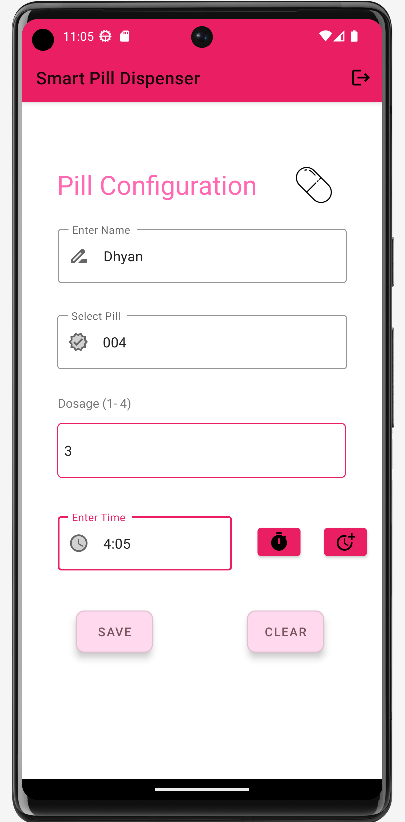 11:05
Smart Pill Dispenser
Pill Configuration
Enter Name
Dhyan
Select Pill
004
Dosage (1- 4)
3
Enter Time
4:05
SAVE CLEAR